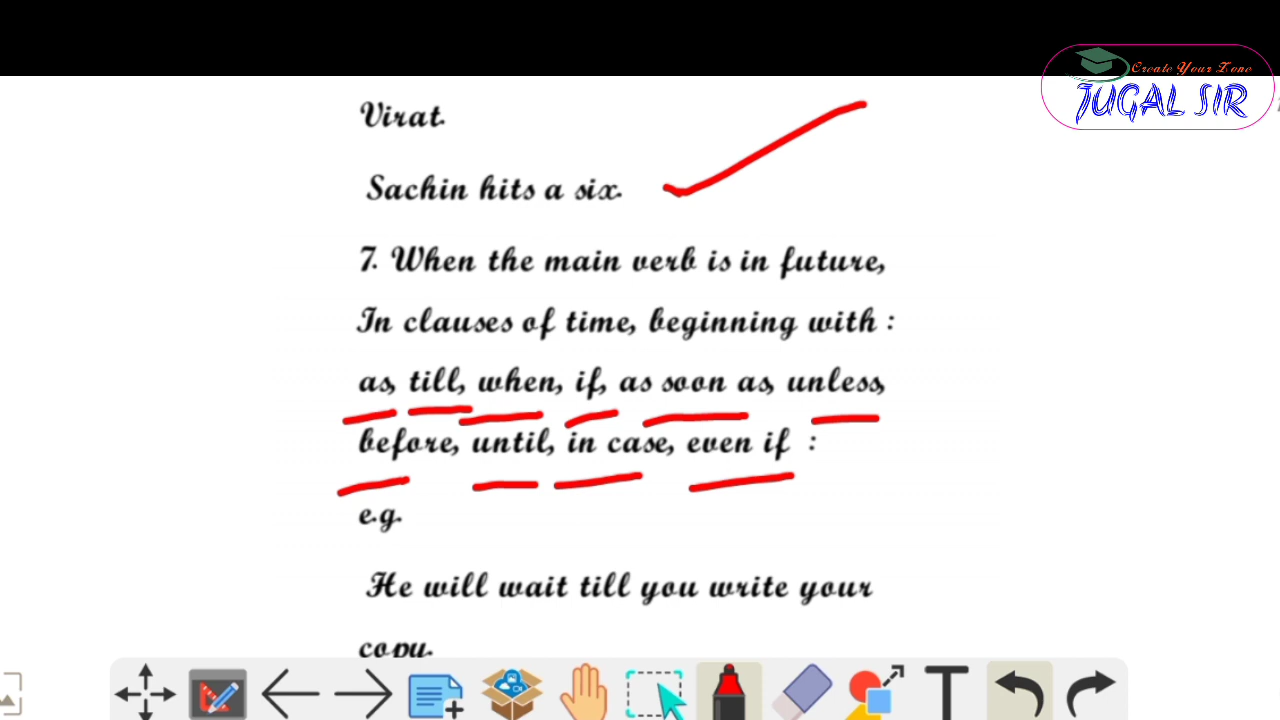 Create Your Zone
JUGAL SIR
Virat.
Sachin hits a six.
7. When the main verb is in future,
In clauses of time, beginning with :
as, till, when, if, as soon as, unless,
before, until, in case, even if :
e.g.
He will wait till you write your
copy.
T